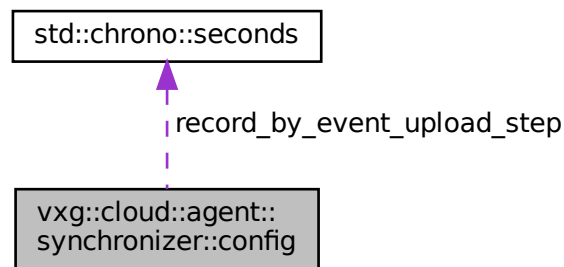 std::chrono::seconds
record_by_event_upload_step
vxg::cloud::agent::
synchronizer::config